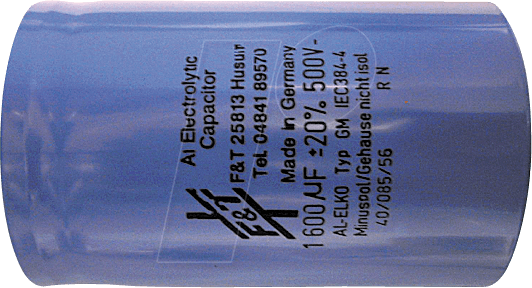 Al Electrolytic
Capacitor
F&T 25813 Husum
Tel. 04841 89570
Made in Germany
F&T
1600µF ±20% 500V-
AL-ELKO Typ GM IEC384-4
Minuspol/Gehäuse nicht isol
40/085/56 R N